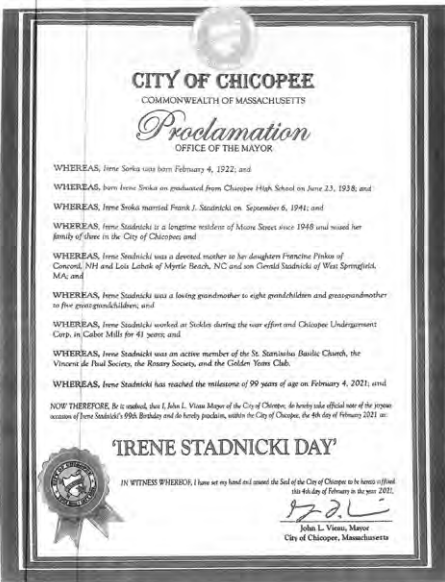 CITY OF CHICOPEE
COMMONWEALTH OF MASSACHUSETTS
Proclamation
OFFICE OF THE MAYOR
WHEREAS, Irene Sroka was born February 4, 1922; and
WHEREAS, born Irene Sroka on graduated from Chicopee High School on June 23, 1938; and
WHEREAS, Irene Sroka married Frank J. Stadnicki on September 6, 1941; and
WHEREAS, Irene Stadnicki is a longtime resident of Moore Street since 1948 and raised her
family of three in the City of Chicopee; and
WHEREAS, Irene Stadnicki was a devoted mother to her daughters Francine Pinkos of
Concord, NH and Lois Labak of Myrtle Beach, NC and son Gerald Stadnicki of West Springfield,
MA; and
WHEREAS, Irene Stadnicki was a loving grandmother to eight grandchildren and great-grandmother
to five great-grandchildren; and
WHEREAS, Irene Stadnicki worked at Stokles during the war effort and Chicopee Undergarment
Corp. in Cabot Mills for 41 years; and
WHEREAS, Irene Stadnicki was an active member of the St. Stanislus Basilic Church, the
Vincent de Paul Society, the Rosary Society, and the Golden Years Club.
WHEREAS, Irene Stadnicki has reached the milestone of 99 years of age on February 4, 2021; and
NOW THEREFORE, Be it resolved, that I, John L. Vieau Mayor of the City of Chicopee, do hereby take official note of the joyous
occasion of Irene Stadnicki's 99th Birthday and do hereby proclaim, within the City of Chicopee, the 4th day of February 2021 as:
'IRENE STADNICKI DAY'
IN WITNESS WHEREOF, I have set my hand and caused the Seal of the City of Chicopee to be hereto affixed
this 4th day of February in the year 2021.
John L. Vieau, Mayor
City of Chicopee, Massachusetts